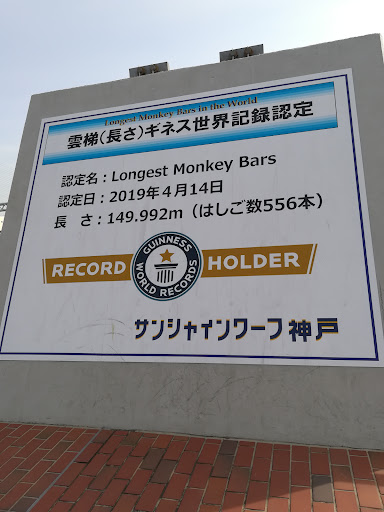 Longest Monkey Bars in the World
雲梯(長さ)ギネス世界記録認定
認定名：Longest Monkey Bars
認定日：2019年４月14日
長　さ：149.992m（はしご数556本）
RECORD HOLDER
GUINNESS
WORLD RECORDS
サンシャインワーフ神戸